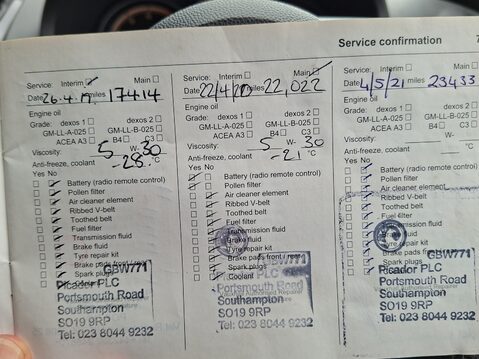 Service confirmation
Service: Interim Main
Date 26.4.19. miles 17414
Engine oil
Grade: dexos 1 dexos 2
GM-LL-A-025 GM-LL-B-025
ACEA A3 B4 C3
Viscosity: 5 W- 30
Anti-freeze, coolant -28. °C
Yes No
Battery (radio remote control)
Pollen filter
Air cleaner element
Ribbed V-belt
Toothed belt
Fuel filter
Transmission fluid
Brake fluid
Tyre repair kit
Brake pads front / rear
Spark plugs
Coolant
GBW771
Picador PLC
Portsmouth Road
Southampton
SO19 9RP
Tel: 023 8044 9232
Service: Interim Main
Date 22/4/20 miles 22,022
Engine oil
Grade: dexos 1 dexos 2
GM-LL-A-025 GM-LL-B-025
ACEA A3 B4 C3
Viscosity: 5 W- 30
Anti-freeze, coolant -21 °C
Yes No
Battery (radio remote control)
Pollen filter
Air cleaner element
Ribbed V-belt
Toothed belt
Fuel filter
Transmission fluid
Brake fluid
Tyre repair kit
Brake pads front / rear
Spark plugs
Coolant
GBW771
Picador PLC
Portsmouth Road
Southampton
SO19 9RP
Tel: 023 8044 9232
Service: Interim Main
Date 4/5/21 miles 23433
Engine oil
Grade: dexos 1 dexos 2
GM-LL-A-025 GM-LL-B-025
ACEA A3 B4 C3
Viscosity: W-
Anti-freeze, coolant °C
Yes No
Battery (radio remote control)
Pollen filter
Air cleaner element
Ribbed V-belt
Toothed belt
Fuel filter
Transmission fluid
Brake fluid
Tyre repair kit
Brake pads front / rear
Spark plugs
GBW771
Picador PLC
Portsmouth Road
Southampton
SO19 9RP
Tel: 023 8044 9232